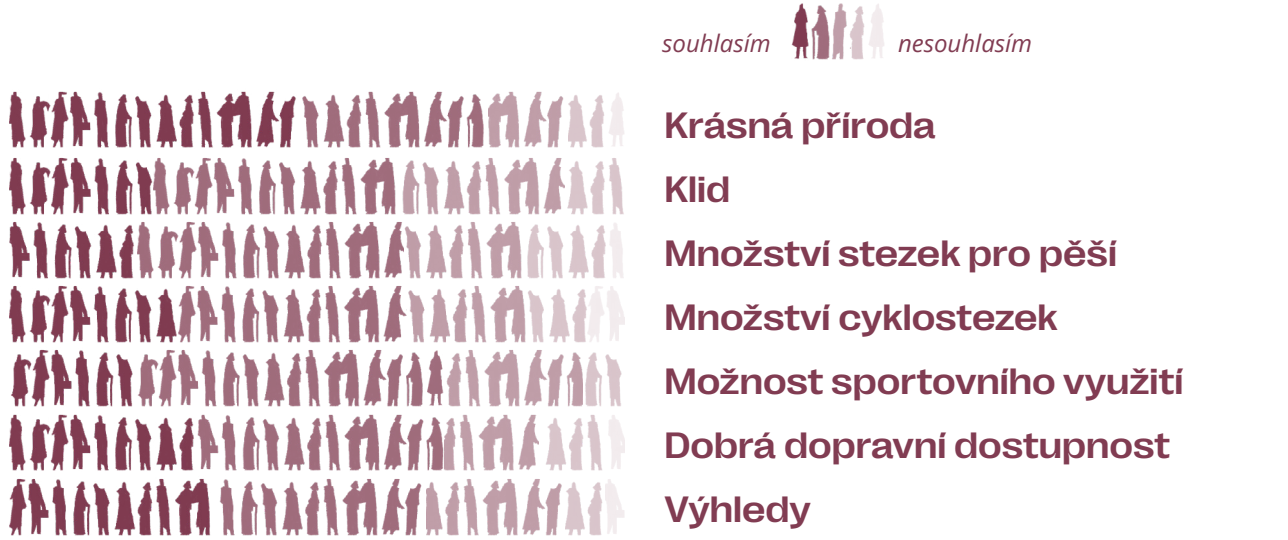 souhlasím nesouhlasím
Krásná příroda
Klid
Množství stezek pro pěší
Množství cyklostezek
Možnost sportovního využití
Dobrá dopravní dostupnost
Výhledy